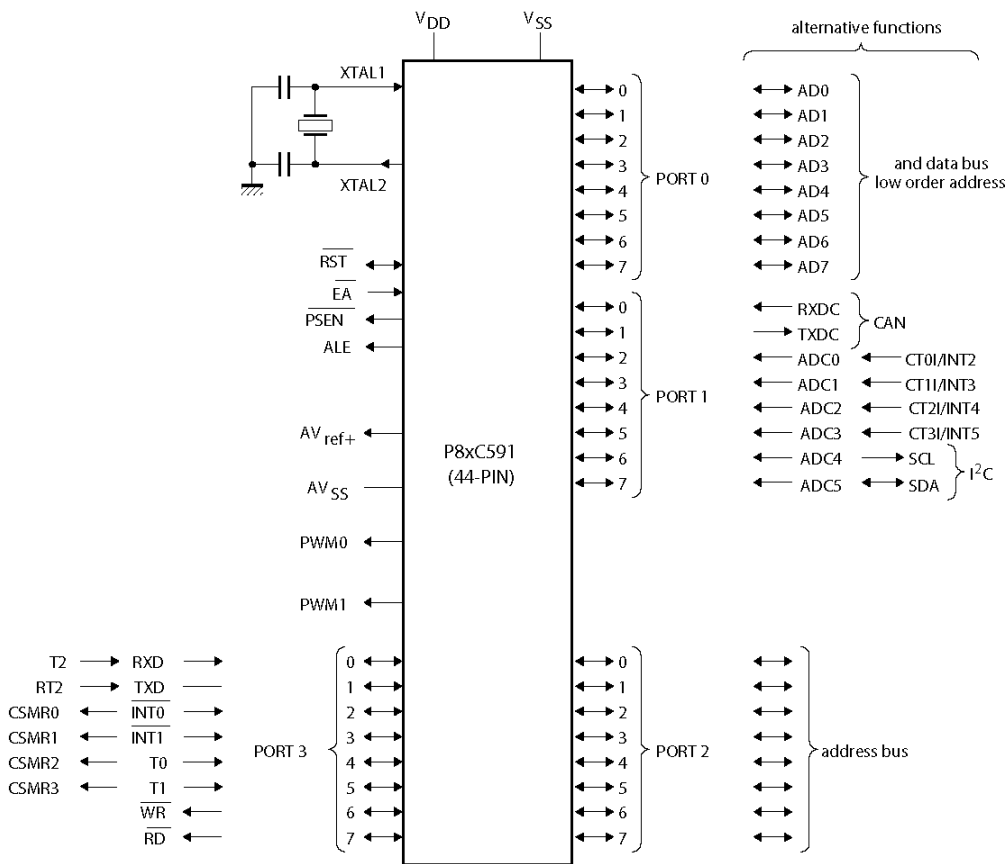 VDD
VSS
alternative functions
XTAL1
XTAL2
RST
EA
PSEN
ALE
AVref+
AVSS
PWM0
PWM1
P8xC591
(44-PIN)
0
1
2
3
4
5
6
7
PORT 0
AD0
AD1
AD2
AD3
AD4
AD5
AD6
AD7
and data bus
low order address
0
1
2
3
4
5
6
7
PORT 1
RXDC
TXDC
CAN
ADC0 CT0I/INT2
ADC1 CT1I/INT3
ADC2 CT2I/INT4
ADC3 CT3I/INT5
ADC4 SCL
ADC5 SDA
I²C
T2 RXD
RT2 TXD
CSMR0 INT0
CSMR1 INT1
CSMR2 T0
CSMR3 T1
WR
RD
PORT 3
0
1
2
3
4
5
6
7
0
1
2
3
4
5
6
7
PORT 2
address bus